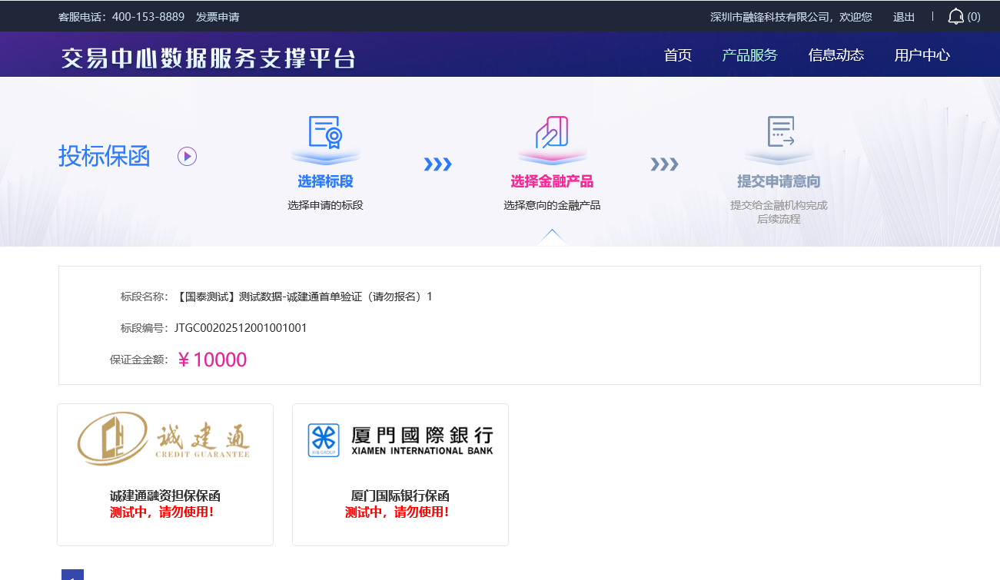 客服电话：400-153-8889 发票申请
深圳市融锋科技有限公司，欢迎您 退出 | (0)
交易中心数据服务支撑平台
首页 产品服务 信息动态 用户中心
投标保函
选择标段
选择申请的标段
选择金融产品
选择意向的金融产品
提交申请意向
提交给金融机构完成
后续流程
标段名称：【国泰测试】测试数据-诚建通首单验证（请勿报名）1
标段编号：JTGC00202512001001001
保证金金额：￥10000
诚建通
CREDIT GUARANTEE
诚建通融资担保保函
测试中，请勿使用！
XIB GROUP
厦門國際銀行
XIAMEN INTERNATIONAL BANK
厦门国际银行保函
测试中，请勿使用！